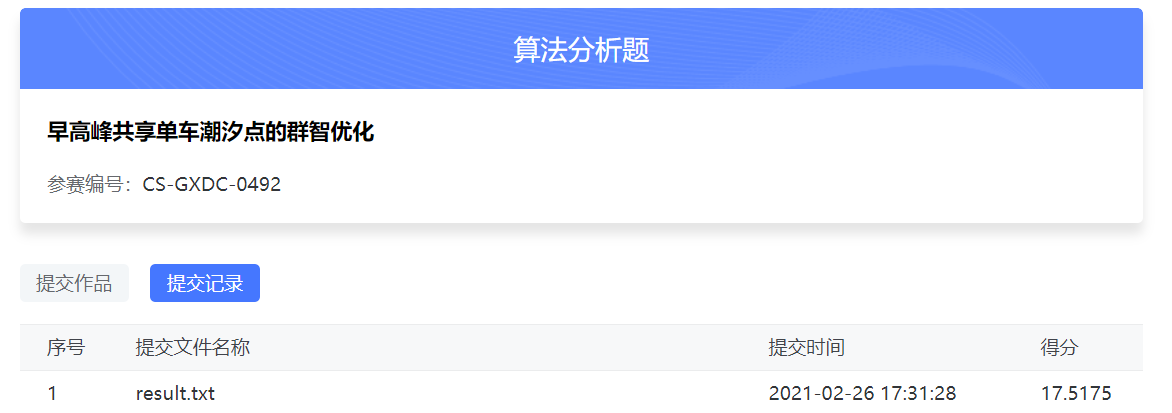 算法分析题
早高峰共享单车潮汐点的群智优化
参赛编号：CS-GXDC-0492
提交作品 提交记录
序号 提交文件名称 提交时间 得分
1 result.txt 2021-02-26 17:31:28 17.5175